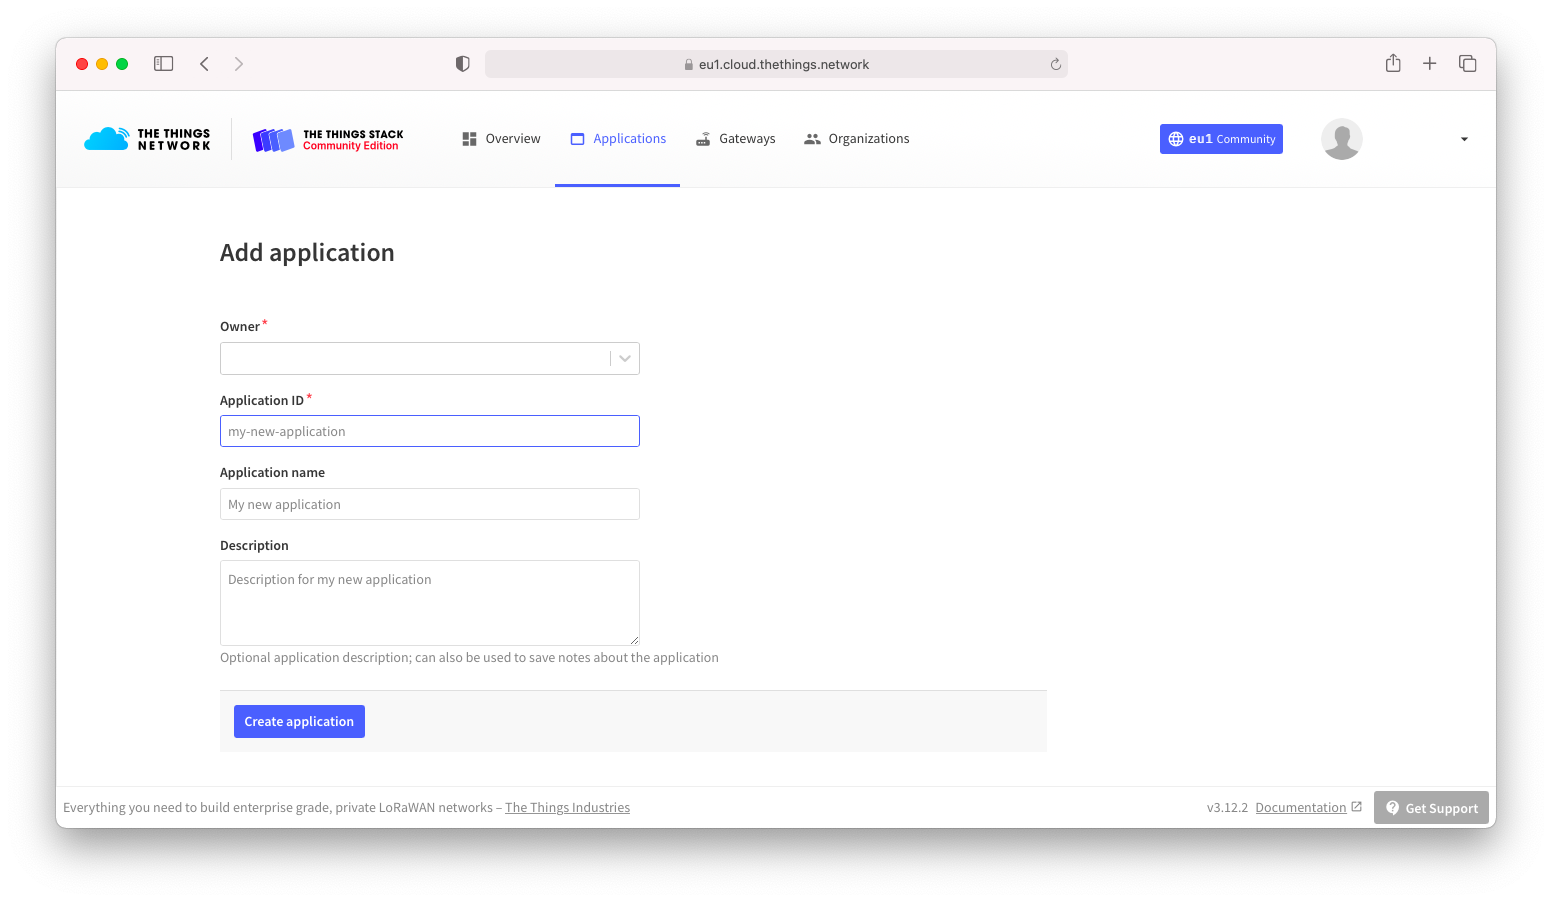 eu1.cloud.thethings.network
THE THINGS
NETWORK
THE THINGS STACK
Community Edition
Overview
Applications
Gateways
Organizations
eu1 Community
Add application
Owner*
Application ID*
my-new-application
Application name
My new application
Description
Description for my new application
Optional application description; can also be used to save notes about the application
Create application
Everything you need to build enterprise grade, private LoRaWAN networks – The Things Industries
v3.12.2 Documentation
Get Support